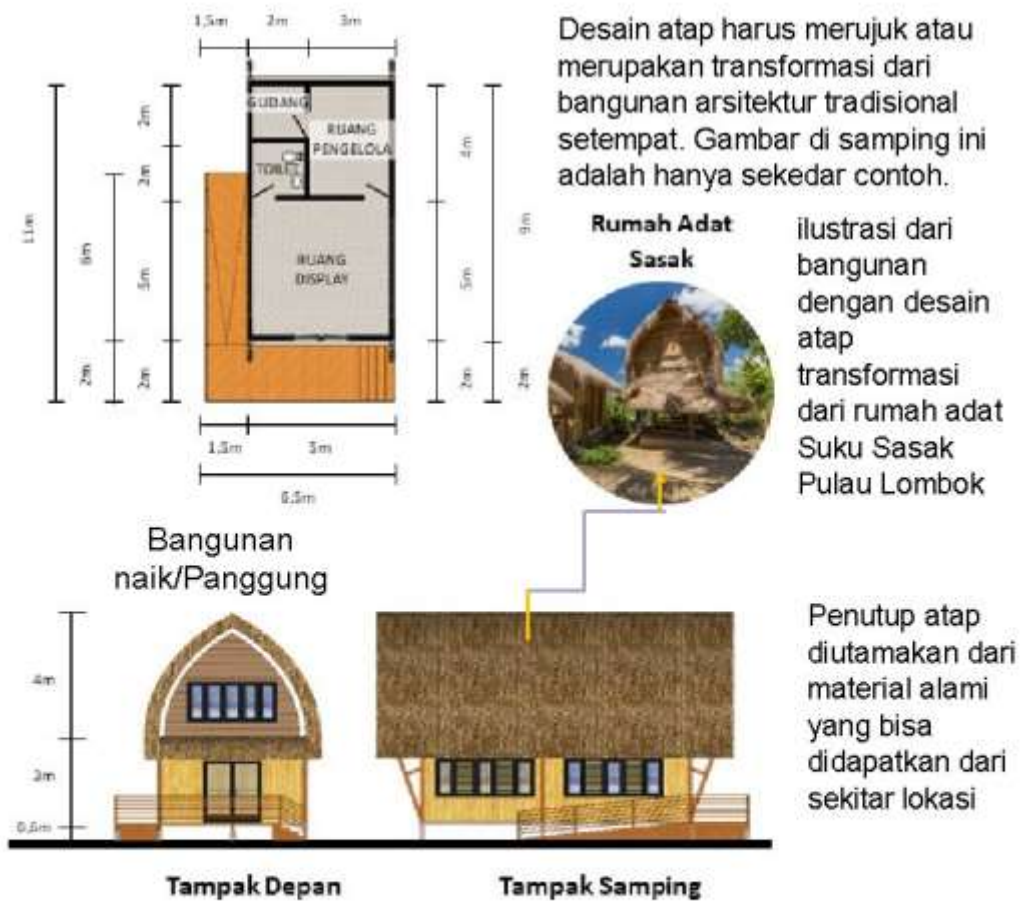 1,5m 2m 3m
Desain atap harus merujuk atau
merupakan transformasi dari
bangunan arsitektur tradisional
setempat. Gambar di samping ini
adalah hanya sekedar contoh.
GUDANG
RUANG
PENGELOLA
TOILET
RUANG
DISPLAY
11m
6m
2m
2m
2m
5m
2m
4m
5m
2m
9m
2m
1,5m 5m
6,5m
Rumah Adat
Sasak
ilustrasi dari
bangunan
dengan desain
atap
transformasi
dari rumah adat
Suku Sasak
Pulau Lombok
Bangunan
naik/Panggung
4m
3m
0,6m
Penutup atap
diutamakan dari
material alami
yang bisa
didapatkan dari
sekitar lokasi
Tampak Depan
Tampak Samping